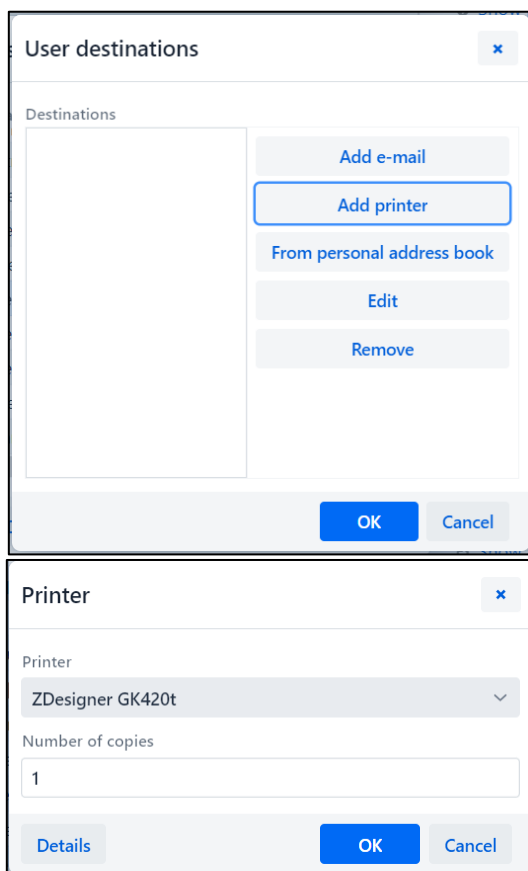 User destinations
×
Destinations
Add e-mail
Add printer
From personal address book
Edit
Remove
OK
Cancel
Printer
×
Printer
ZDesigner GK420t
Number of copies
1
Details
OK
Cancel